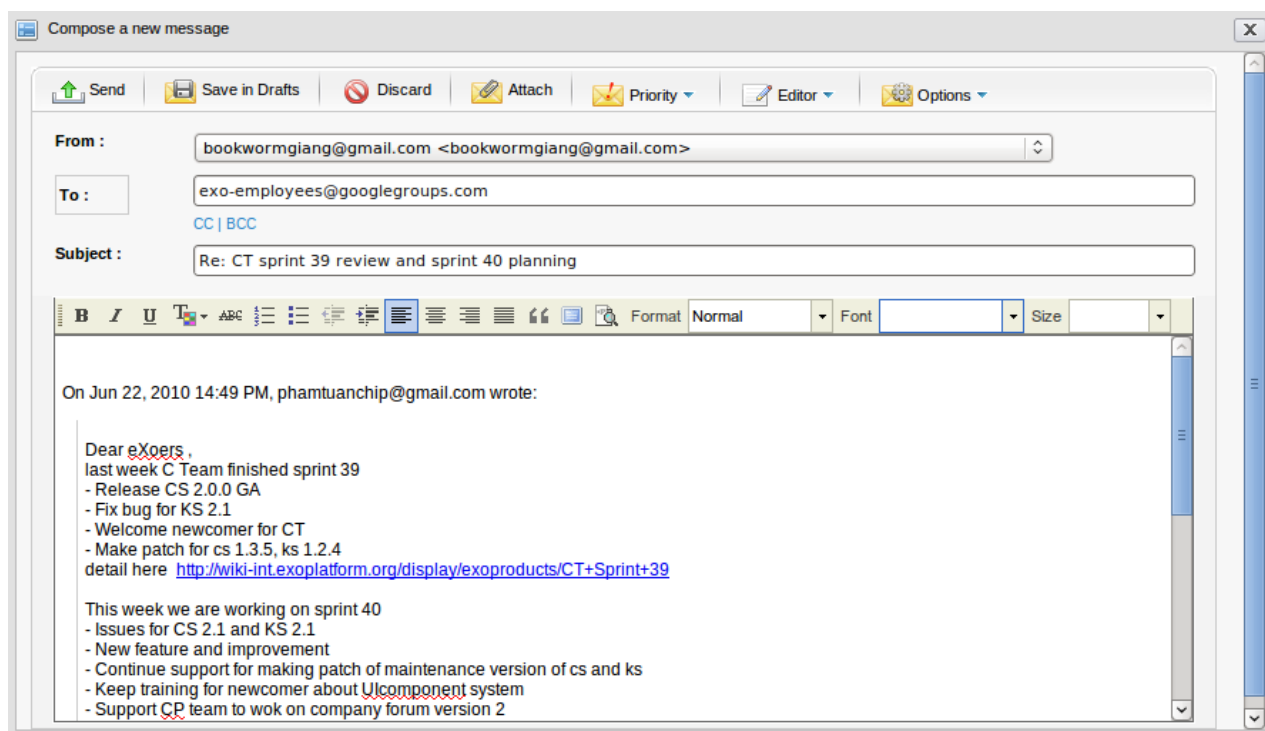 Compose a new message
Send Save in Drafts Discard Attach Priority Editor Options
From : bookwormgiang@gmail.com <bookwormgiang@gmail.com>
To : exo-employees@googlegroups.com
CC | BCC
Subject : Re: CT sprint 39 review and sprint 40 planning
B I U T ABC Format Normal Font Size
On Jun 22, 2010 14:49 PM, phamtuanchip@gmail.com wrote:
Dear eXoers ,
last week C Team finished sprint 39
- Release CS 2.0.0 GA
- Fix bug for KS 2.1
- Welcome newcomer for CT
- Make patch for cs 1.3.5, ks 1.2.4
detail here http://wiki-int.exoplatform.org/display/exoproducts/CT+Sprint+39
This week we are working on sprint 40
- Issues for CS 2.1 and KS 2.1
- New feature and improvement
- Continue support for making patch of maintenance version of cs and ks
- Keep training for newcomer about UIcomponent system
- Support CP team to wok on company forum version 2